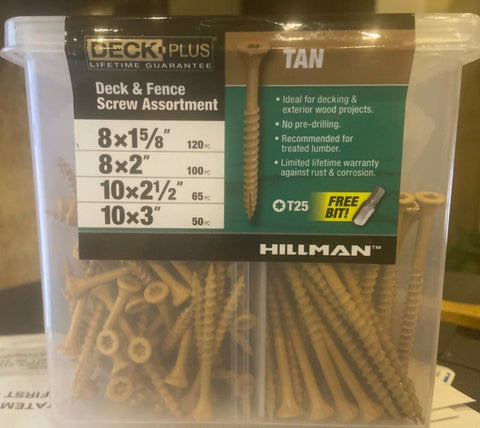 DECK PLUS
LIFETIME GUARANTEE
TAN
Deck & Fence
Screw Assortment
8×1⅝" 120 PC
8×2" 100 PC
10×2½" 65 PC
10×3" 50 PC
• Ideal for decking &
exterior wood projects.
• No pre-drilling.
• Recommended for
treated lumber.
• Limited lifetime warranty
against rust & corrosion.
T25
FREE
BIT!
HILLMAN™
FIRST